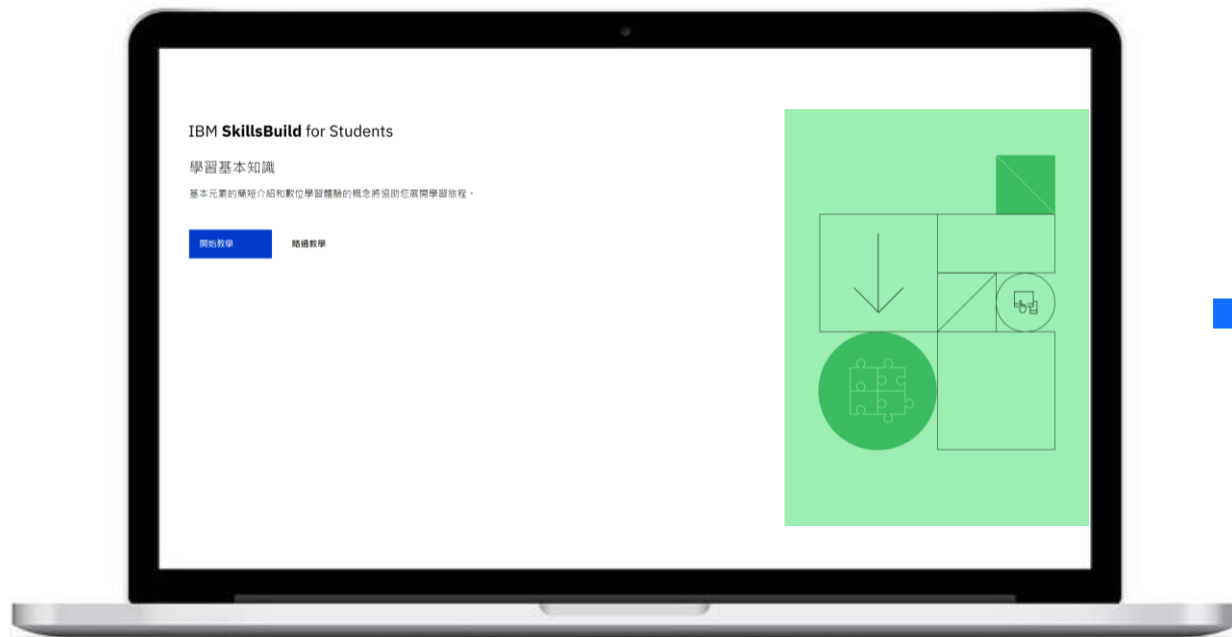 IBM SkillsBuild for Students
學習基本知識
基本元素的簡短介紹和數位學習體驗的概念將協助您展開學習旅程。
開始教學
略過教學